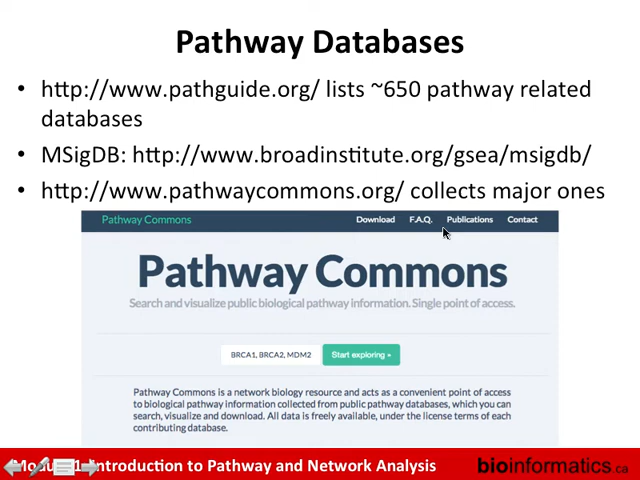 Pathway Databases
• http://www.pathguide.org/ lists ~650 pathway related
databases
• MSigDB: http://www.broadinstitute.org/gsea/msigdb/
• http://www.pathwaycommons.org/ collects major ones
Pathway Commons Download F.A.Q. Publications Contact
Pathway Commons
Search and visualize public biological pathway information. Single point of access.
BRCA1, BRCA2, MDM2 Start exploring »
Pathway Commons is a network biology resource and acts as a convenient point of access
to biological pathway information collected from public pathway databases, which you can
search, visualize and download. All data is freely available, under the license terms of each
contributing database.
Module 1: Introduction to Pathway and Network Analysis bioinformatics.ca